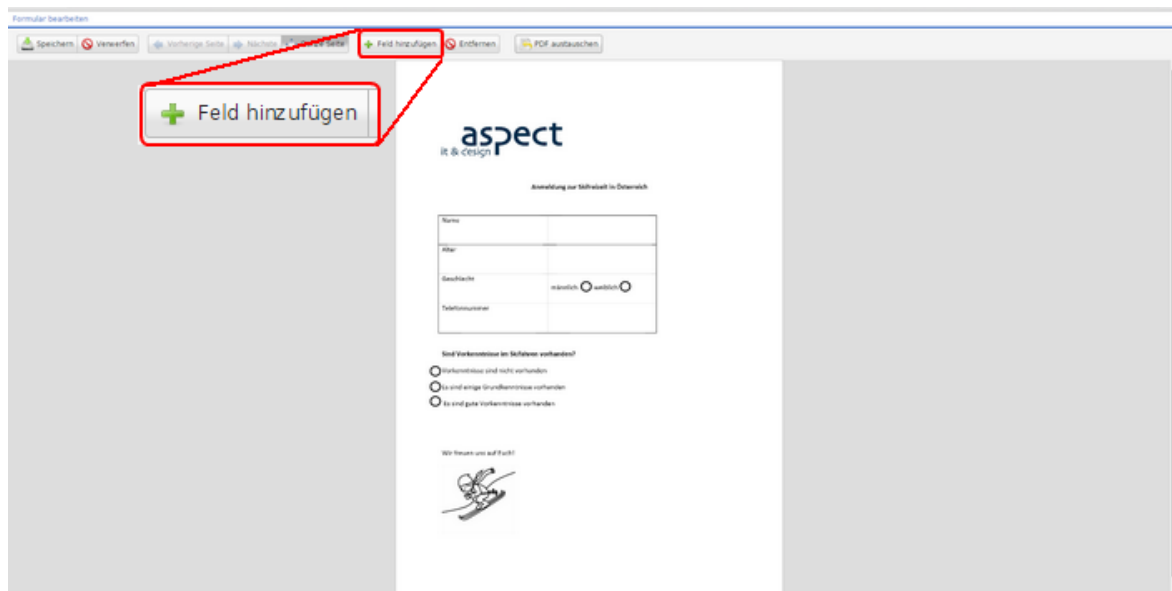 Formular bearbeiten
Speichern Verwerfen Vorherige Seite Nächste Seite Feld hinzufügen Entfernen PDF austauschen
Feld hinzufügen
aspect
it & design
Anmeldung zur Skifreizeit in Österreich
Name
Alter
Geschlecht
männlich weiblich
Telefonnummer
Sind Vorkenntnisse im Skifahren vorhanden?
Vorkenntnisse sind nicht vorhanden
Es sind einige Grundkenntnisse vorhanden
Es sind gute Vorkenntnisse vorhanden
Wir freuen uns auf Euch!